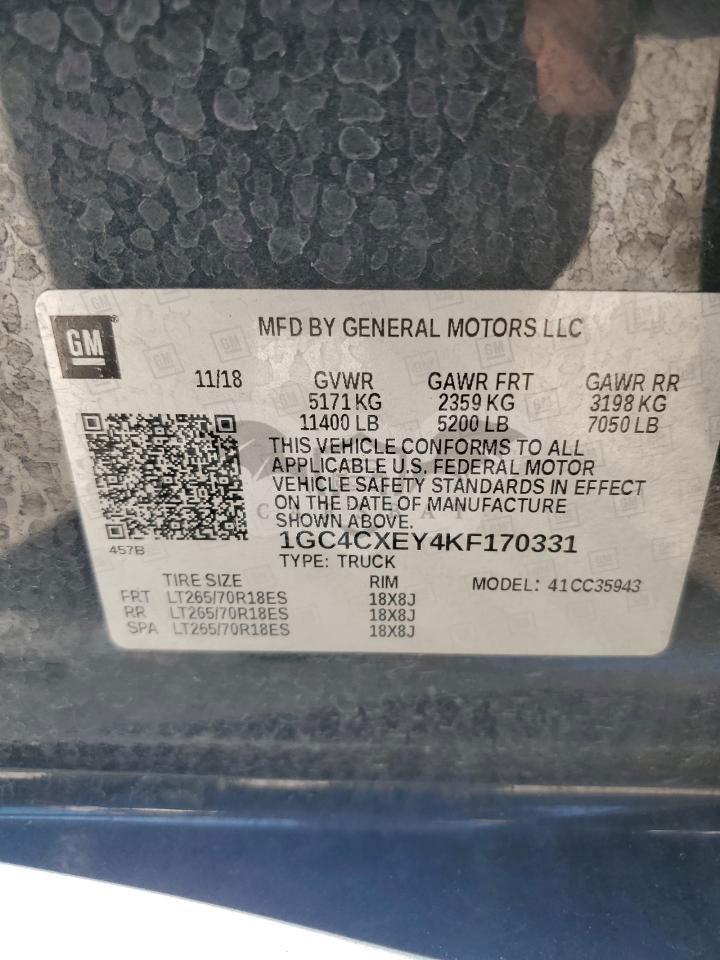 GM
MFD BY GENERAL MOTORS LLC
11/18 GVWR GAWR FRT GAWR RR
5171 KG 2359 KG 3198 KG
11400 LB 5200 LB 7050 LB
THIS VEHICLE CONFORMS TO ALL
APPLICABLE U.S. FEDERAL MOTOR
VEHICLE SAFETY STANDARDS IN EFFECT
ON THE DATE OF MANUFACTURE
SHOWN ABOVE.
457B
1GC4CXEY4KF170331
TYPE: TRUCK
TIRE SIZE RIM MODEL: 41CC35943
FRT LT265/70R18ES 18X8J
RR LT265/70R18ES 18X8J
SPA LT265/70R18ES 18X8J